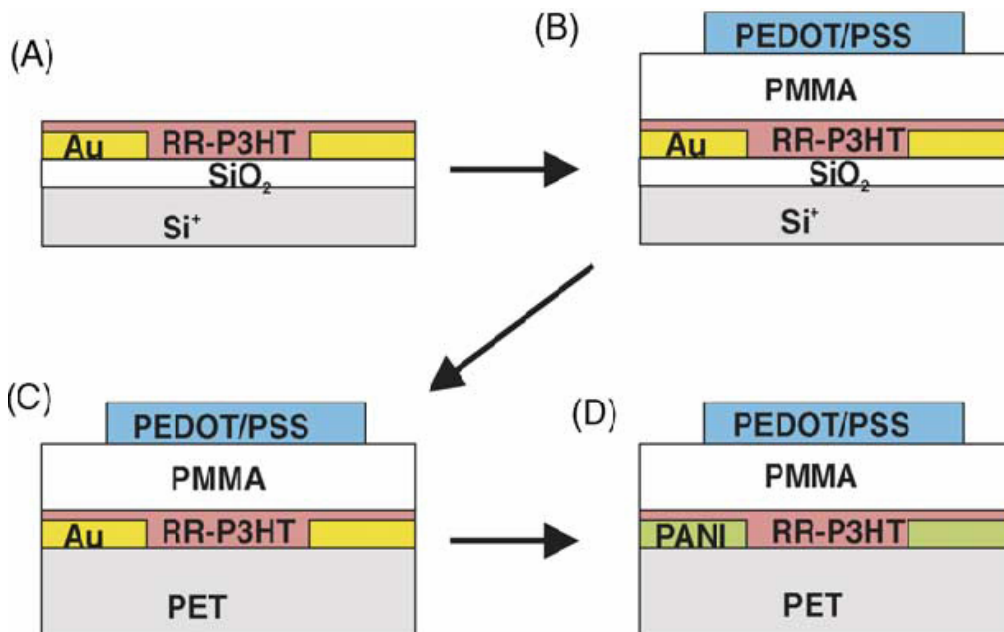 (A)
Au RR-P3HT
SiO₂
Si⁺
(B)
PEDOT/PSS
PMMA
Au RR-P3HT
SiO₂
Si⁺
(C)
PEDOT/PSS
PMMA
Au RR-P3HT
PET
(D)
PEDOT/PSS
PMMA
PANI RR-P3HT
PET